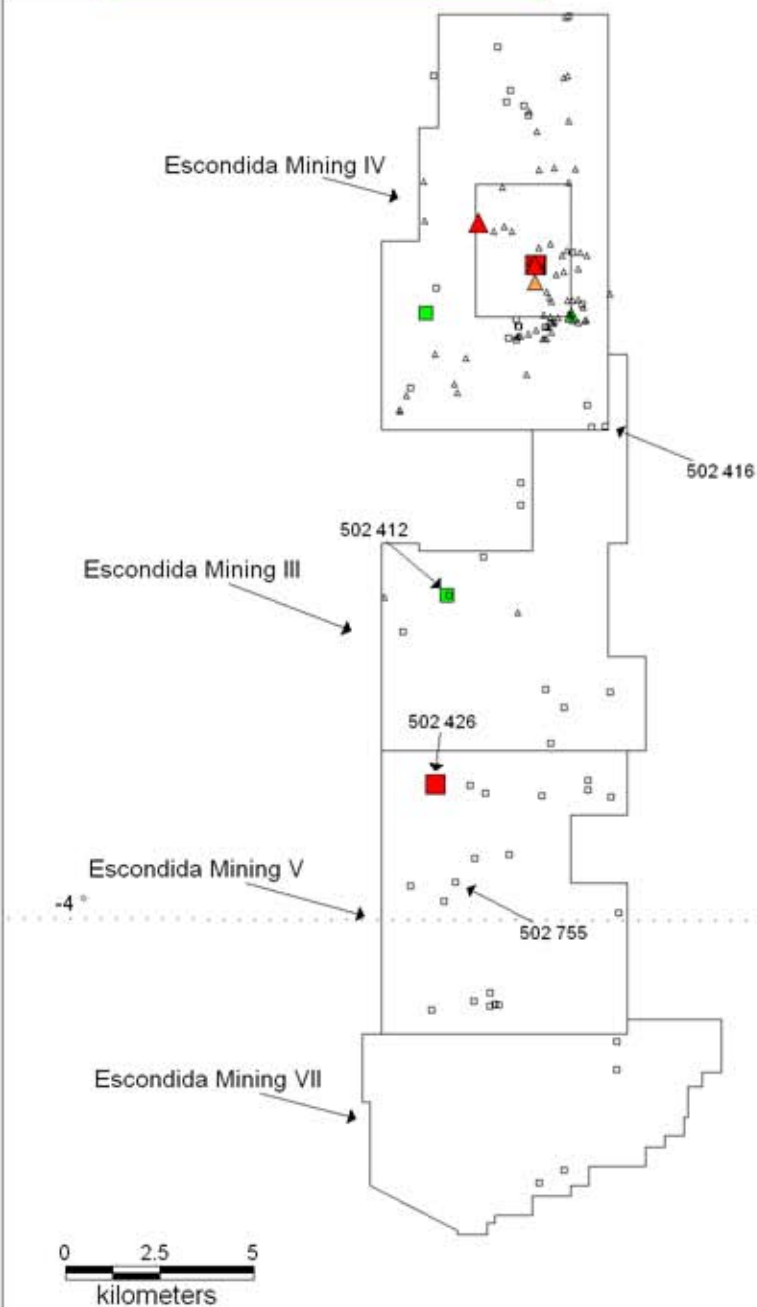 Escondida Mining IV
502 416
502 412
Escondida Mining III
502 426
Escondida Mining V
-4 °
502 755
Escondida Mining VII
0 2.5 5
kilometers